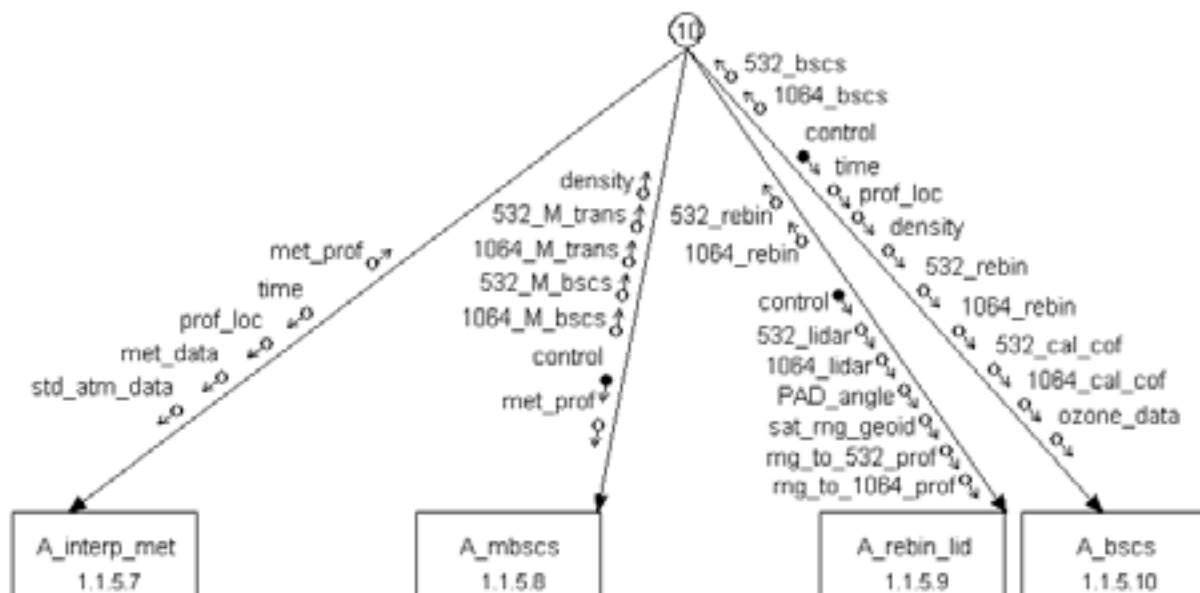 10
532_bscs
1064_bscs
control
time
prof_loc
density
532_rebin
1064_rebin
532_cal_cof
1064_cal_cof
ozone_data
532_rebin
1064_rebin
control
532_lidar
1064_lidar
PAD_angle
sat_rng_geoid
rng_to_532_prof
rng_to_1064_prof
density
532_M_trans
1064_M_trans
532_M_bscs
1064_M_bscs
control
met_prof
met_prof
time
prof_loc
met_data
std_atm_data
A_interp_met
1.1.5.7
A_mbscs
1.1.5.8
A_rebin_lid
1.1.5.9
A_bscs
1.1.5.10